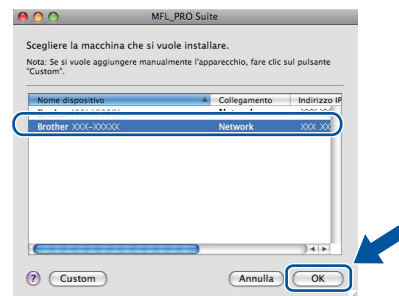 MFL_PRO Suite
Scegliere la macchina che si vuole installare.
Nota: Se si vuole aggiungere manualmente l'apparecchio, fare clic sul pulsante
"Custom".
Nome dispositivo Collegamento Indirizzo IP
Brother XXX-XXXXX Network XXX XX
? Custom Annulla OK